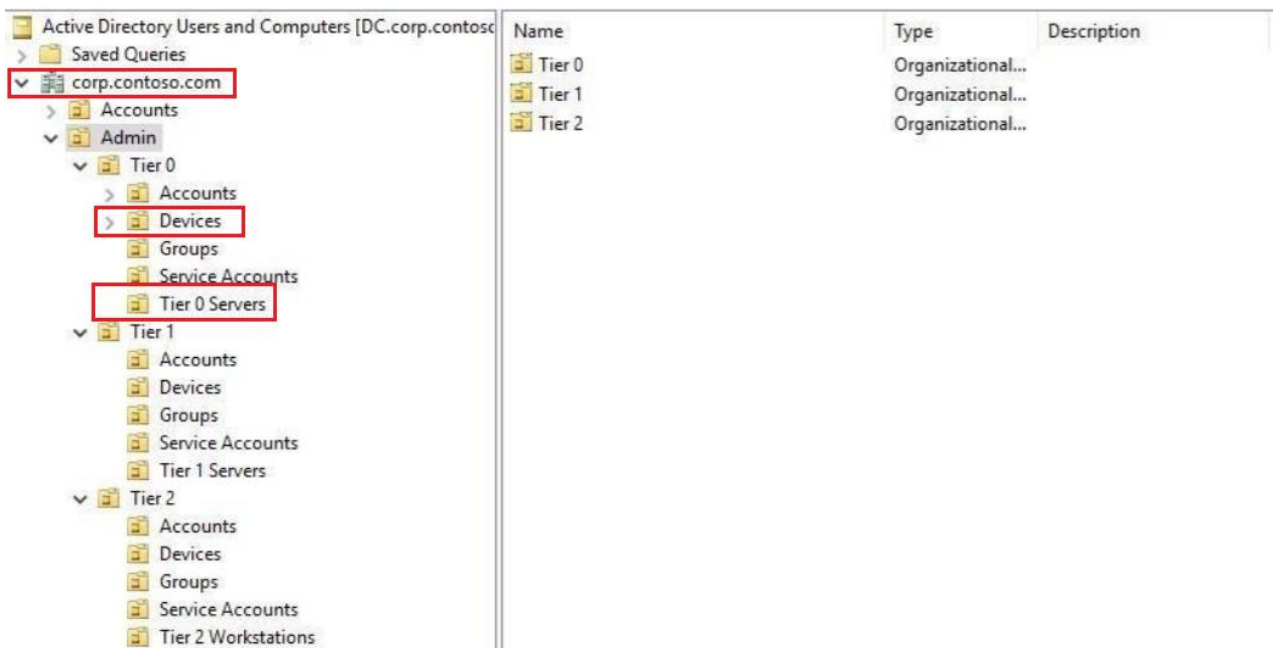 Active Directory Users and Computers [DC.corp.contoso
Saved Queries
corp.contoso.com
Accounts
Admin
Tier 0
Accounts
Devices
Groups
Service Accounts
Tier 0 Servers
Tier 1
Accounts
Devices
Groups
Service Accounts
Tier 1 Servers
Tier 2
Accounts
Devices
Groups
Service Accounts
Tier 2 Workstations
Name Type Description
Tier 0 Organizational...
Tier 1 Organizational...
Tier 2 Organizational...